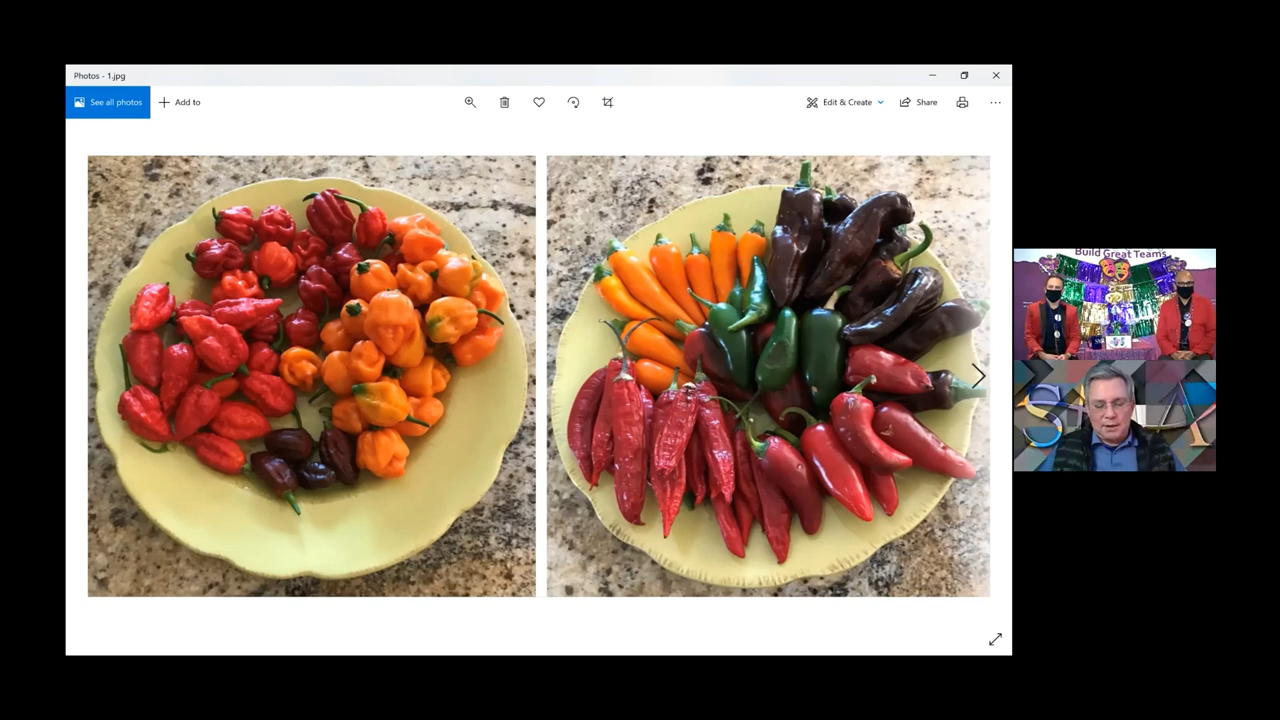 Photos - 1.jpg
See all photos
Add to
Edit & Create
Share
Build Great Teams